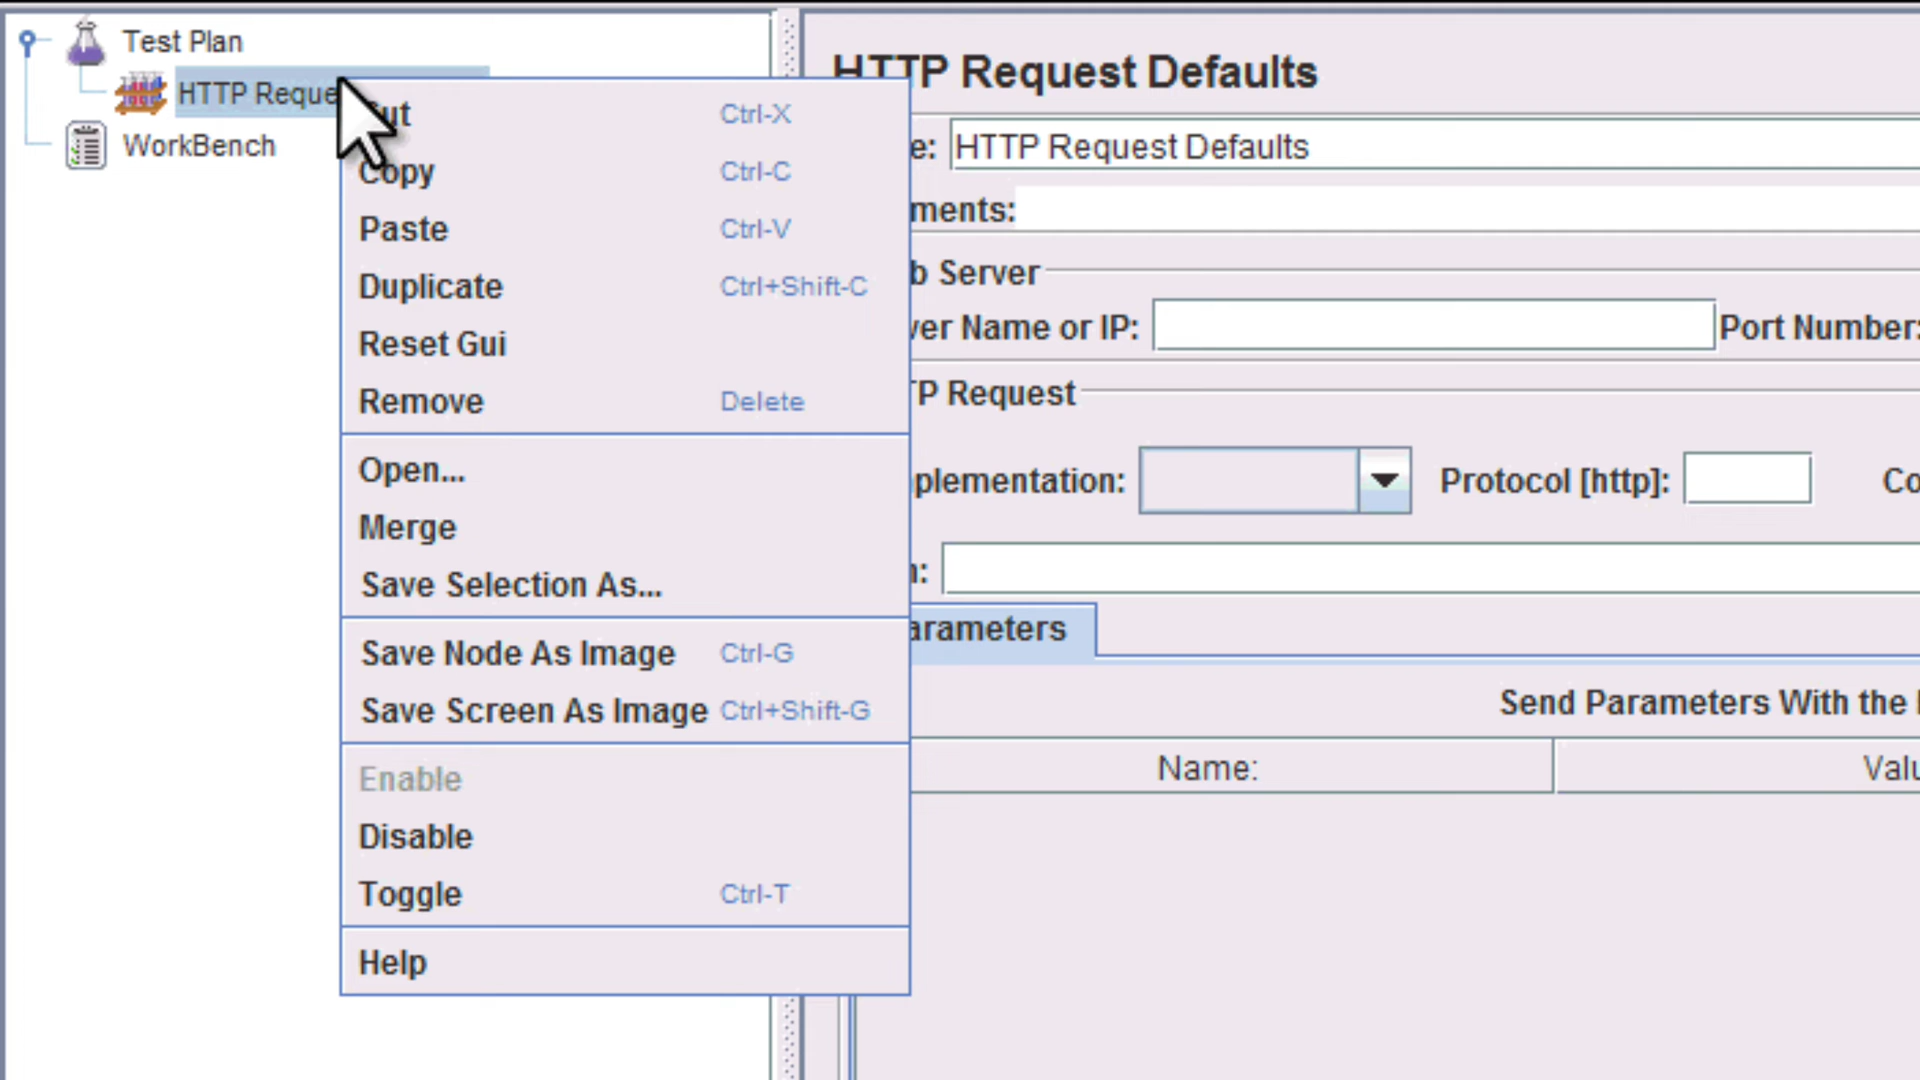 Test Plan
HTTP Reque
WorkBench
ut Ctrl-X
Copy Ctrl-C
Paste Ctrl-V
Duplicate Ctrl+Shift-C
Reset Gui
Remove Delete
Open...
Merge
Save Selection As...
Save Node As Image Ctrl-G
Save Screen As Image Ctrl+Shift-G
Enable
Disable
Toggle Ctrl-T
Help
HTTP Request Defaults
e: HTTP Request Defaults
ments:
b Server
ver Name or IP: Port Number:
TP Request
plementation: Protocol [http]: Co
h:
arameters
Send Parameters With the
Name: Valu